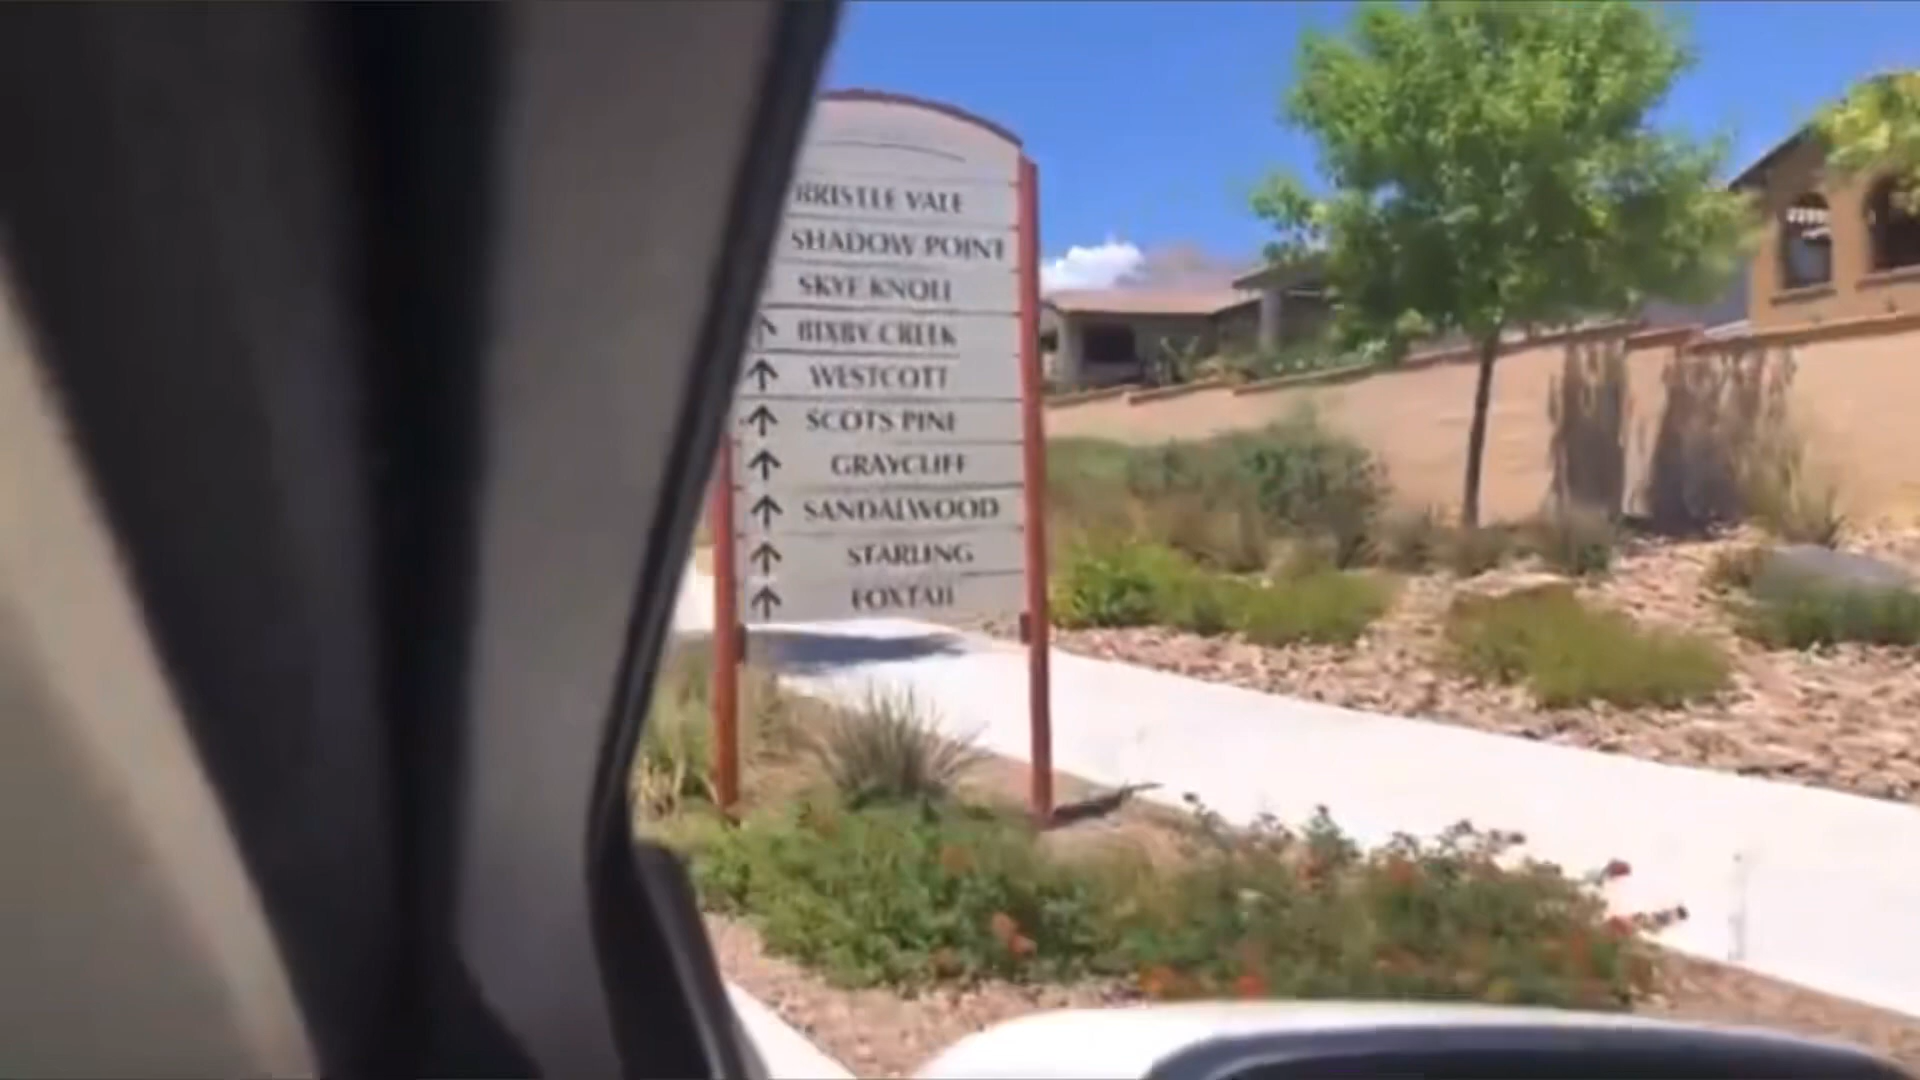 BRISTLE VALE
SHADOW POINT
SKYE KNOLL
↑ BIXBY CREEK
↑ WESTCOTT
↑ SCOTS PINE
↑ GRAYCLIFF
↑ SANDALWOOD
↑ STARLING
↑ FOXTAIL